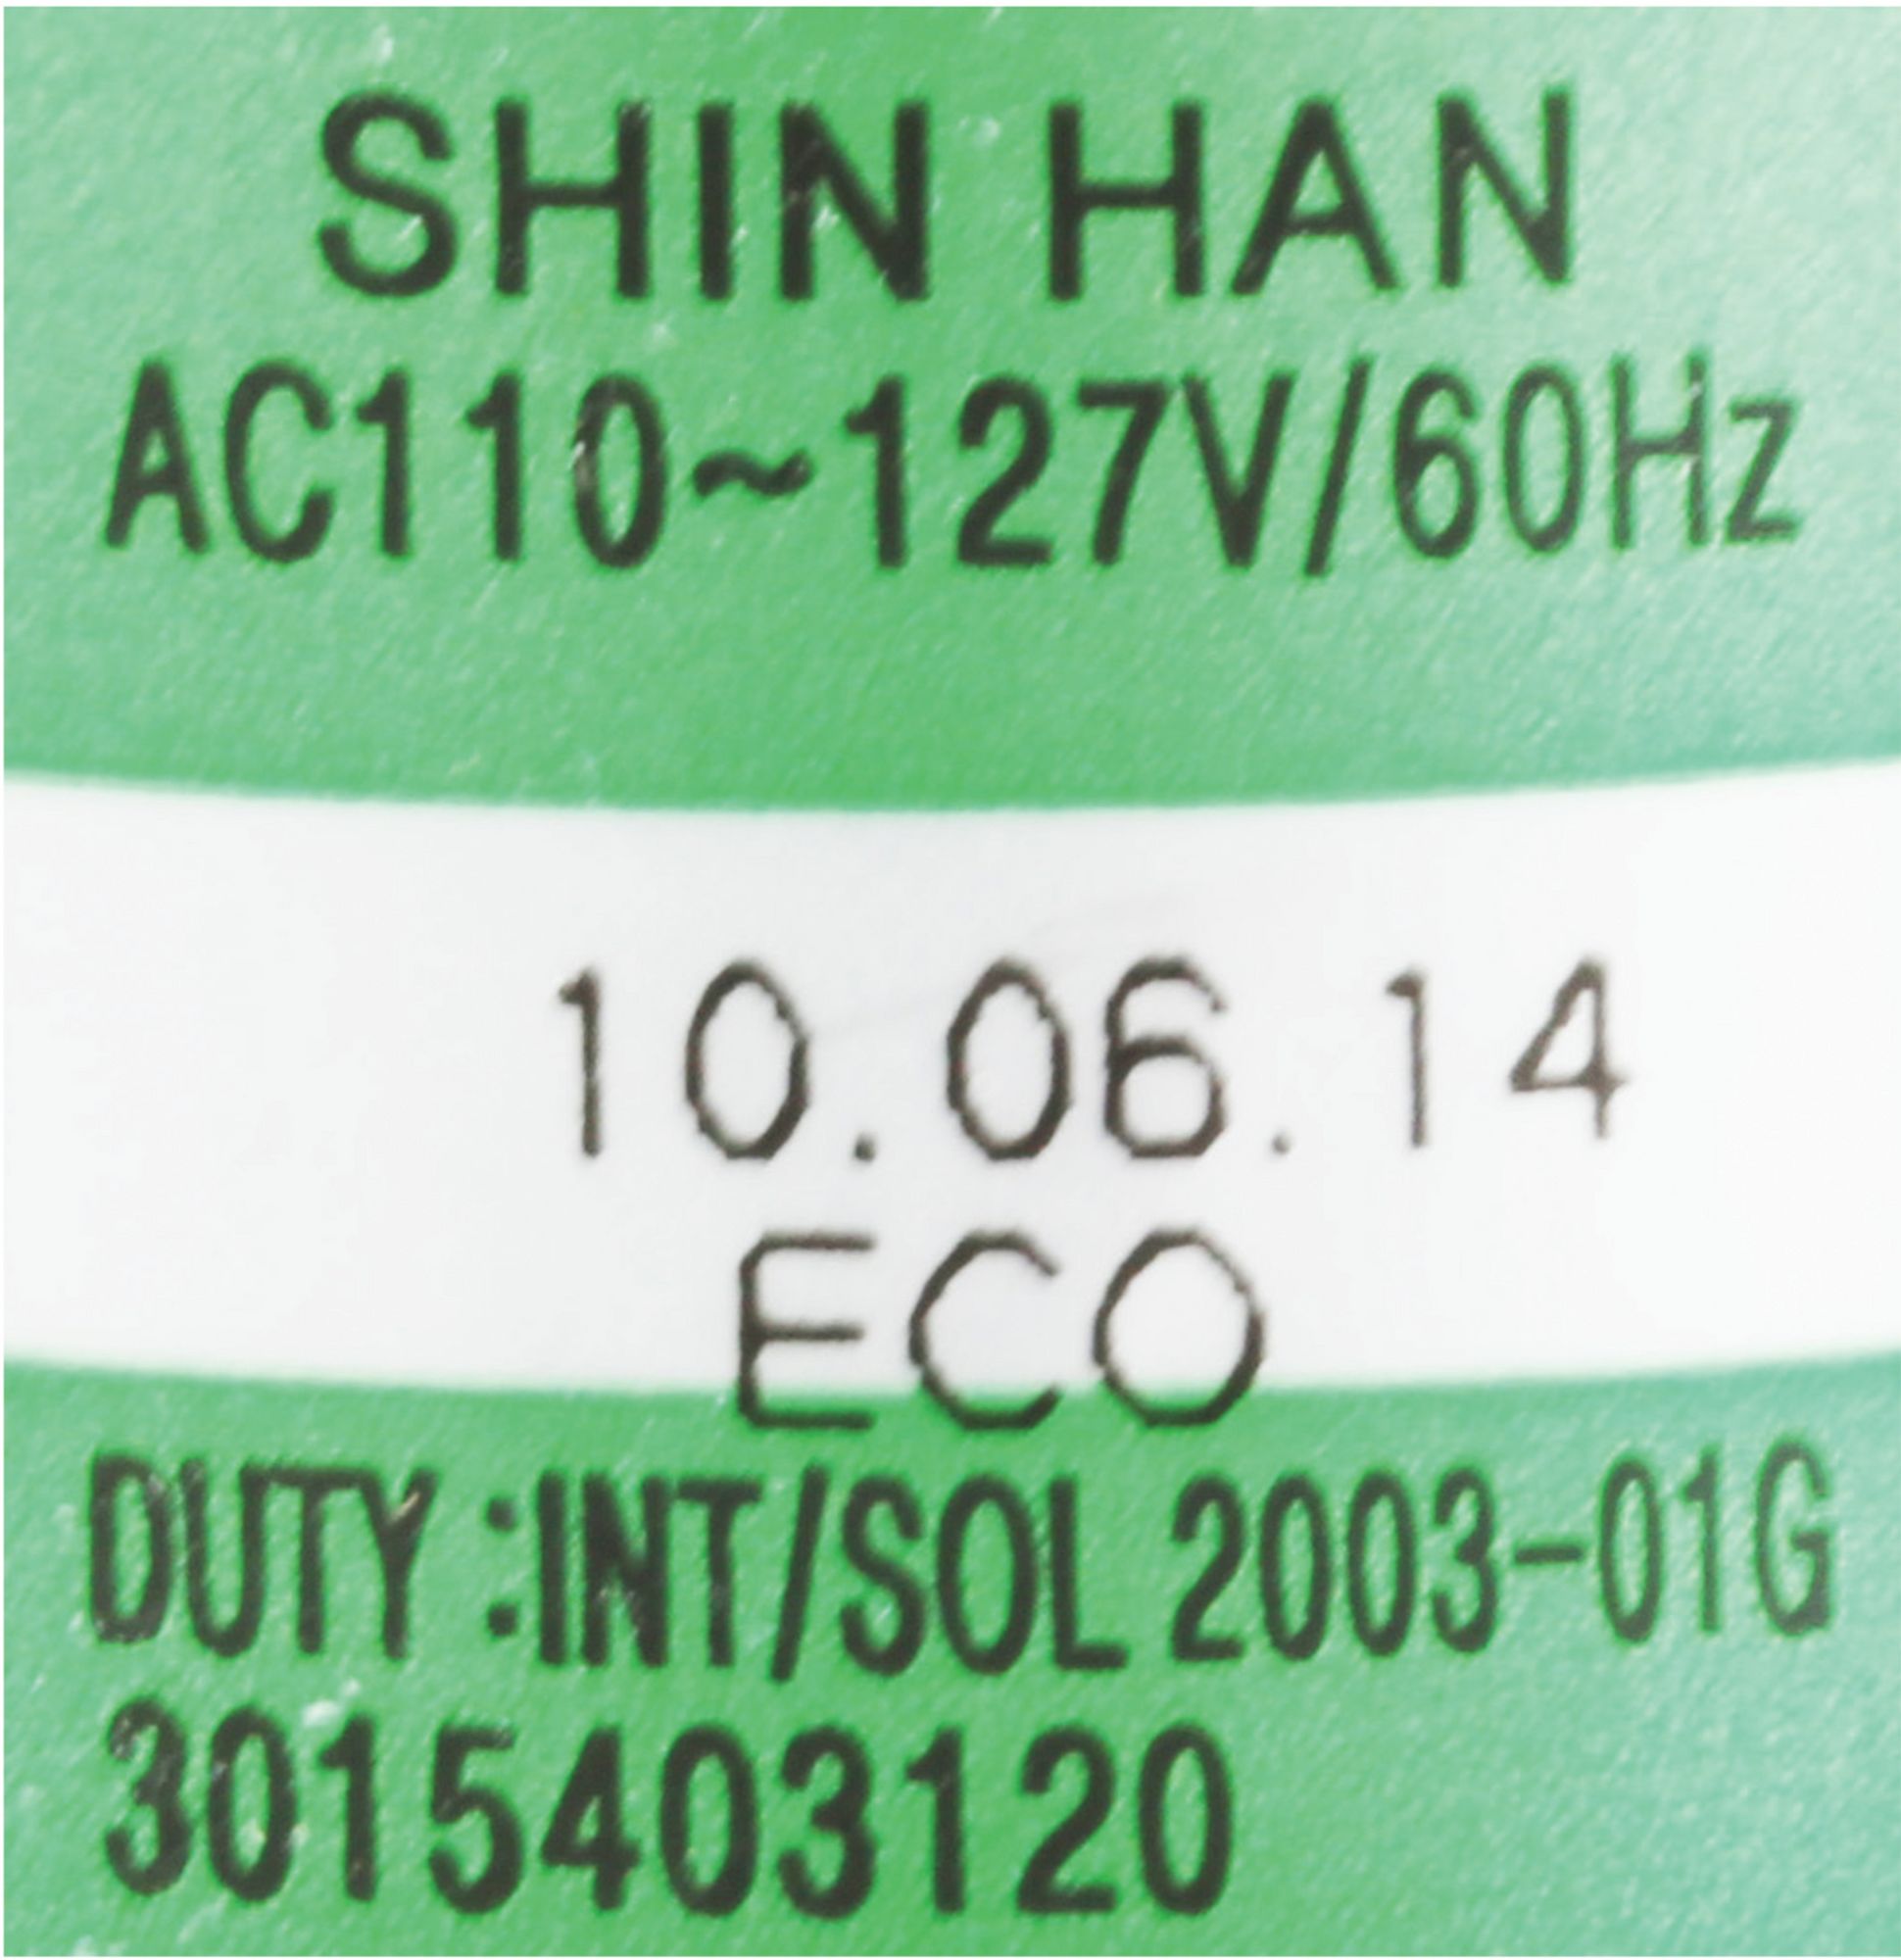 SHIN HAN
AC110~127V/60Hz
10.06.14
ECO
DUTY :INT/SOL 2003-01G
3015403120